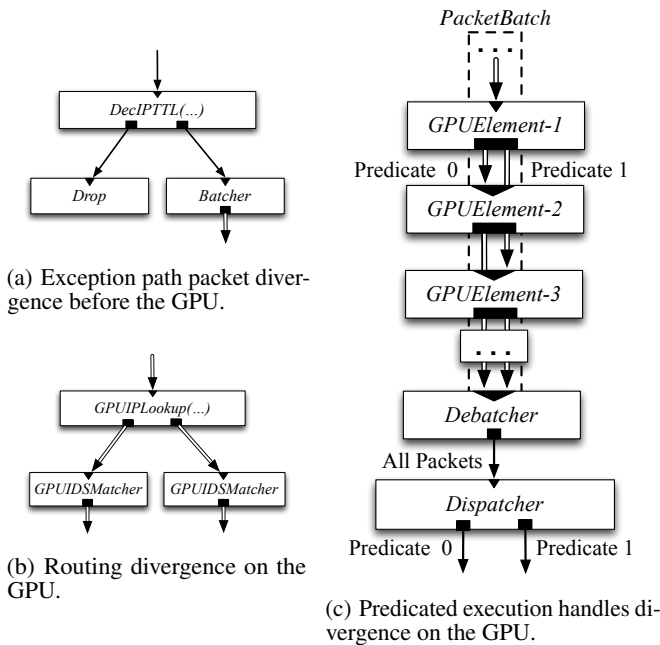 DecIPTTL(...)
Drop
Batcher
(a) Exception path packet diver-
gence before the GPU.
GPUIPLookup(...)
GPUIDSMatcher
GPUIDSMatcher
(b) Routing divergence on the
GPU.
PacketBatch
...
GPUElement-1
Predicate 0
Predicate 1
GPUElement-2
GPUElement-3
...
Debatcher
All Packets
Dispatcher
Predicate 0
Predicate 1
(c) Predicated execution handles di-
vergence on the GPU.